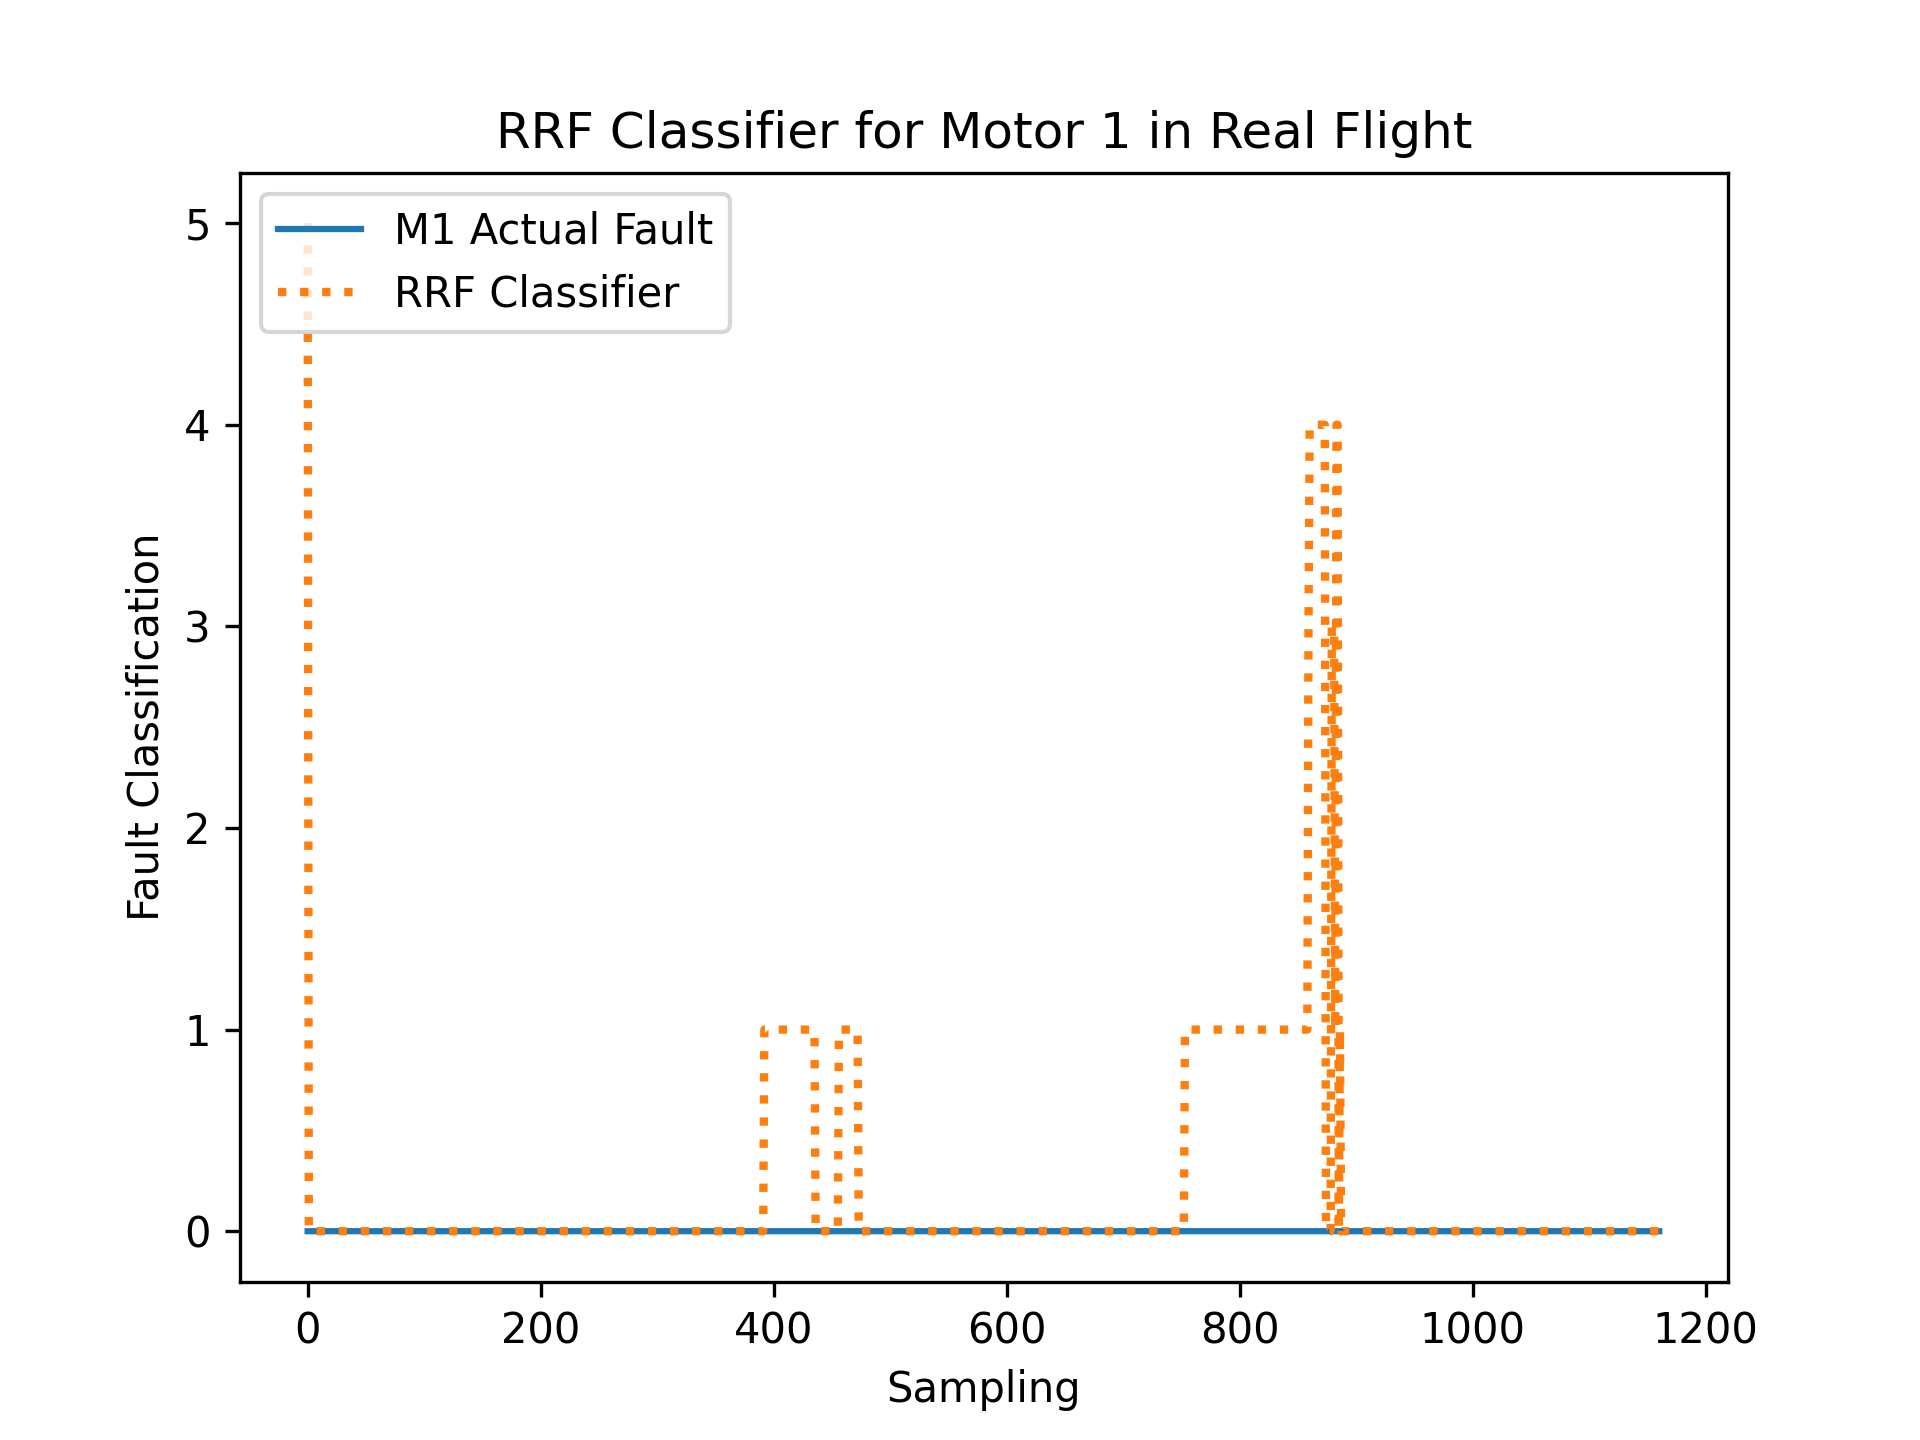 RRF Classifier for Motor 1 in Real Flight
M1 Actual Fault
RRF Classifier
Fault Classification
5
4
3
2
1
0
0 200 400 600 800 1000 1200
Sampling